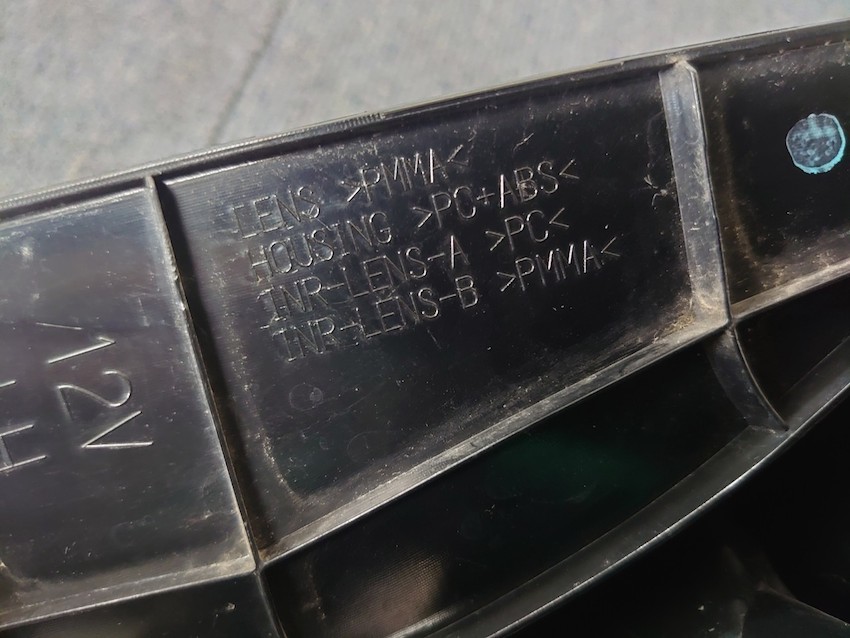 LENS >PMMA<
HOUSING >PC+ABS<
INR-LENS-A >PC<
INR-LENS-B >PMMA<
12V